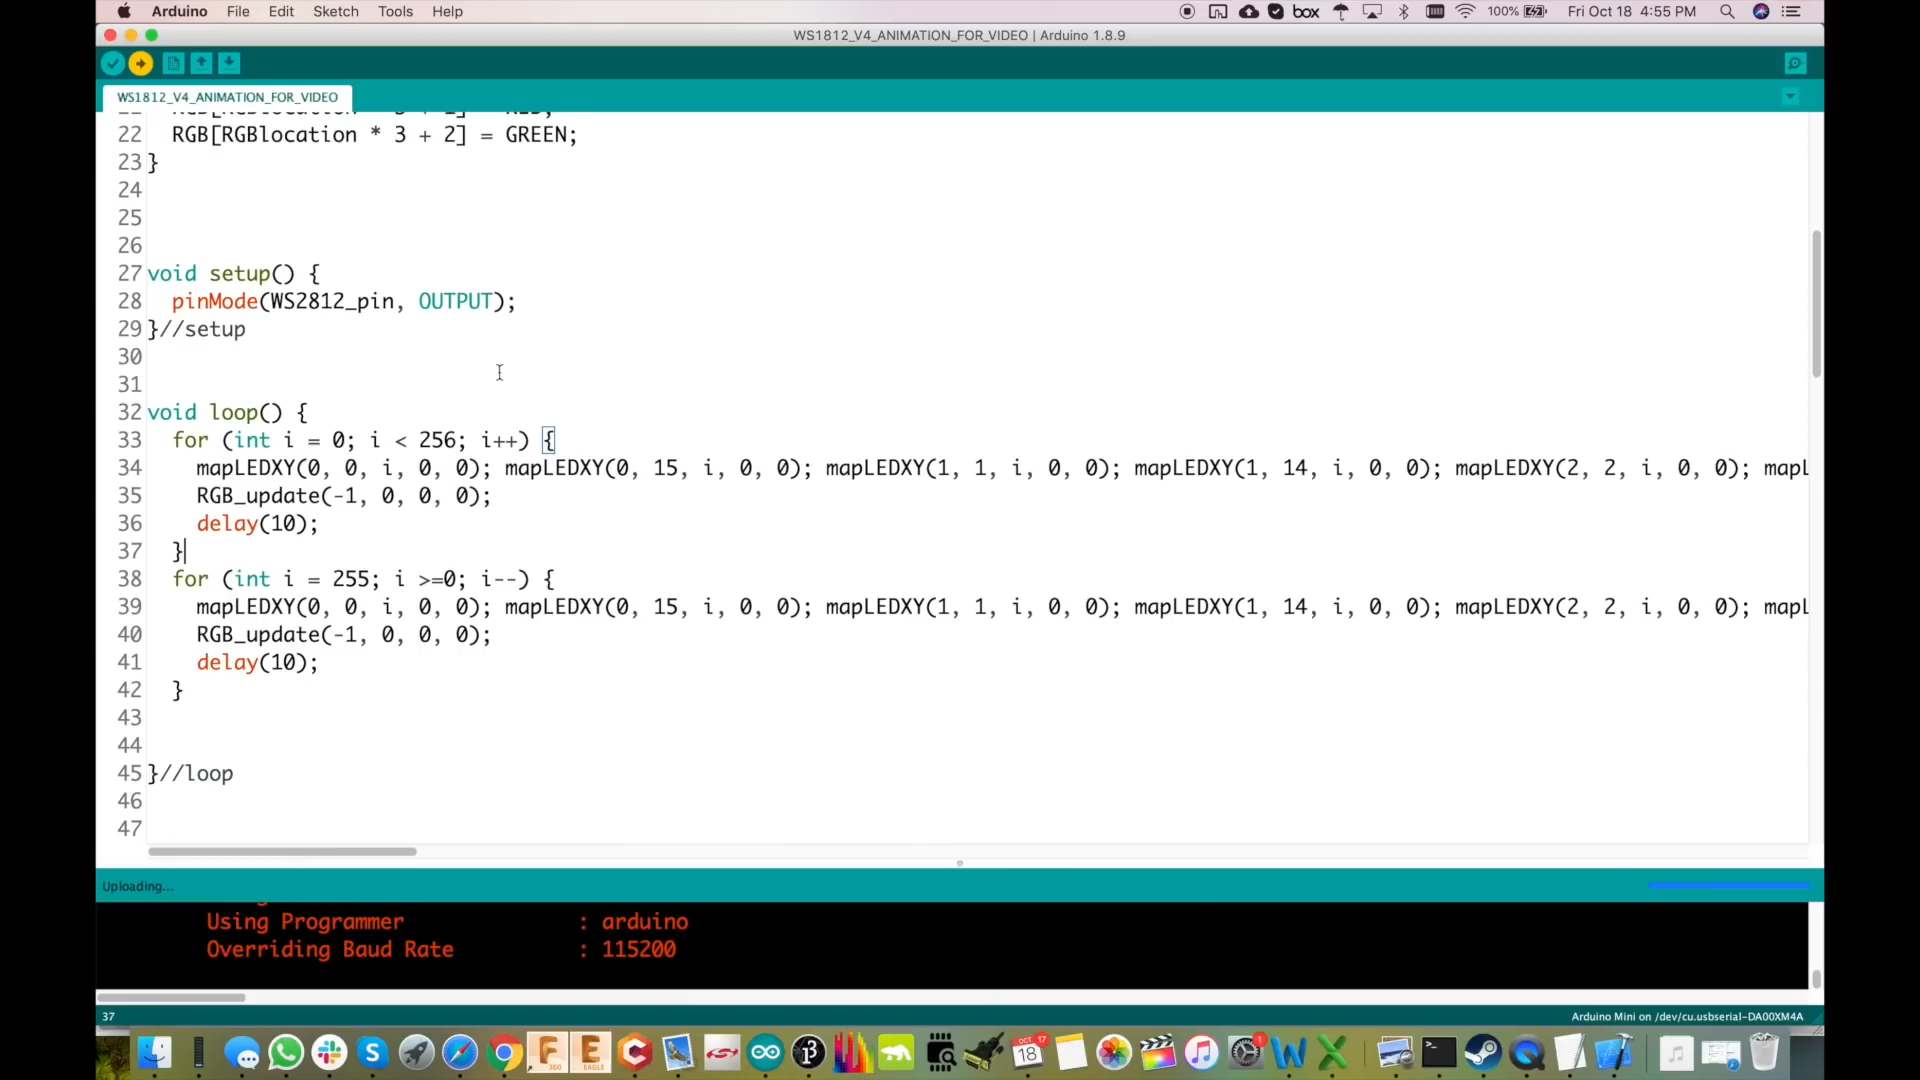 Arduino File Edit Sketch Tools Help box 100% Fri Oct 18 4:55 PM
WS1812_V4_ANIMATION_FOR_VIDEO | Arduino 1.8.9
WS1812_V4_ANIMATION_FOR_VIDEO
22 RGB[RGBlocation * 3 + 2] = GREEN;
23 }
24
25
26
27 void setup() {
28 pinMode(WS2812_pin, OUTPUT);
29 }//setup
30
31
32 void loop() {
33 for (int i = 0; i < 256; i++) {
34 mapLEDXY(0, 0, i, 0, 0); mapLEDXY(0, 15, i, 0, 0); mapLEDXY(1, 1, i, 0, 0); mapLEDXY(1, 14, i, 0, 0); mapLEDXY(2, 2, i, 0, 0); mapL
35 RGB_update(-1, 0, 0, 0);
36 delay(10);
37 }
38 for (int i = 255; i >=0; i--) {
39 mapLEDXY(0, 0, i, 0, 0); mapLEDXY(0, 15, i, 0, 0); mapLEDXY(1, 1, i, 0, 0); mapLEDXY(1, 14, i, 0, 0); mapLEDXY(2, 2, i, 0, 0); mapL
40 RGB_update(-1, 0, 0, 0);
41 delay(10);
42 }
43
44
45 }//loop
46
47
Uploading...
Using Programmer : arduino
Overriding Baud Rate : 115200
37 Arduino Mini on /dev/cu.usbserial-DA00XM4A